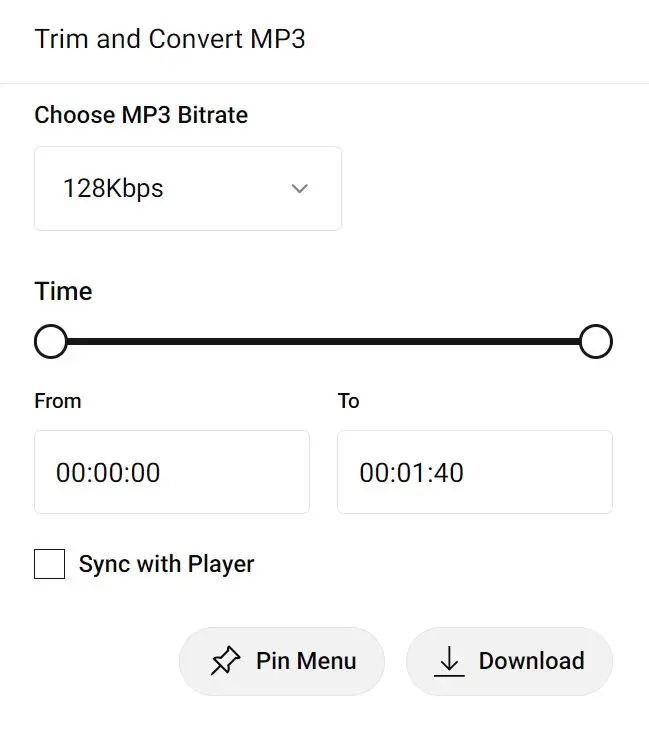 Trim and Convert MP3
Choose MP3 Bitrate
128Kbps
Time
From To
00:00:00 00:01:40
Sync with Player
Pin Menu Download